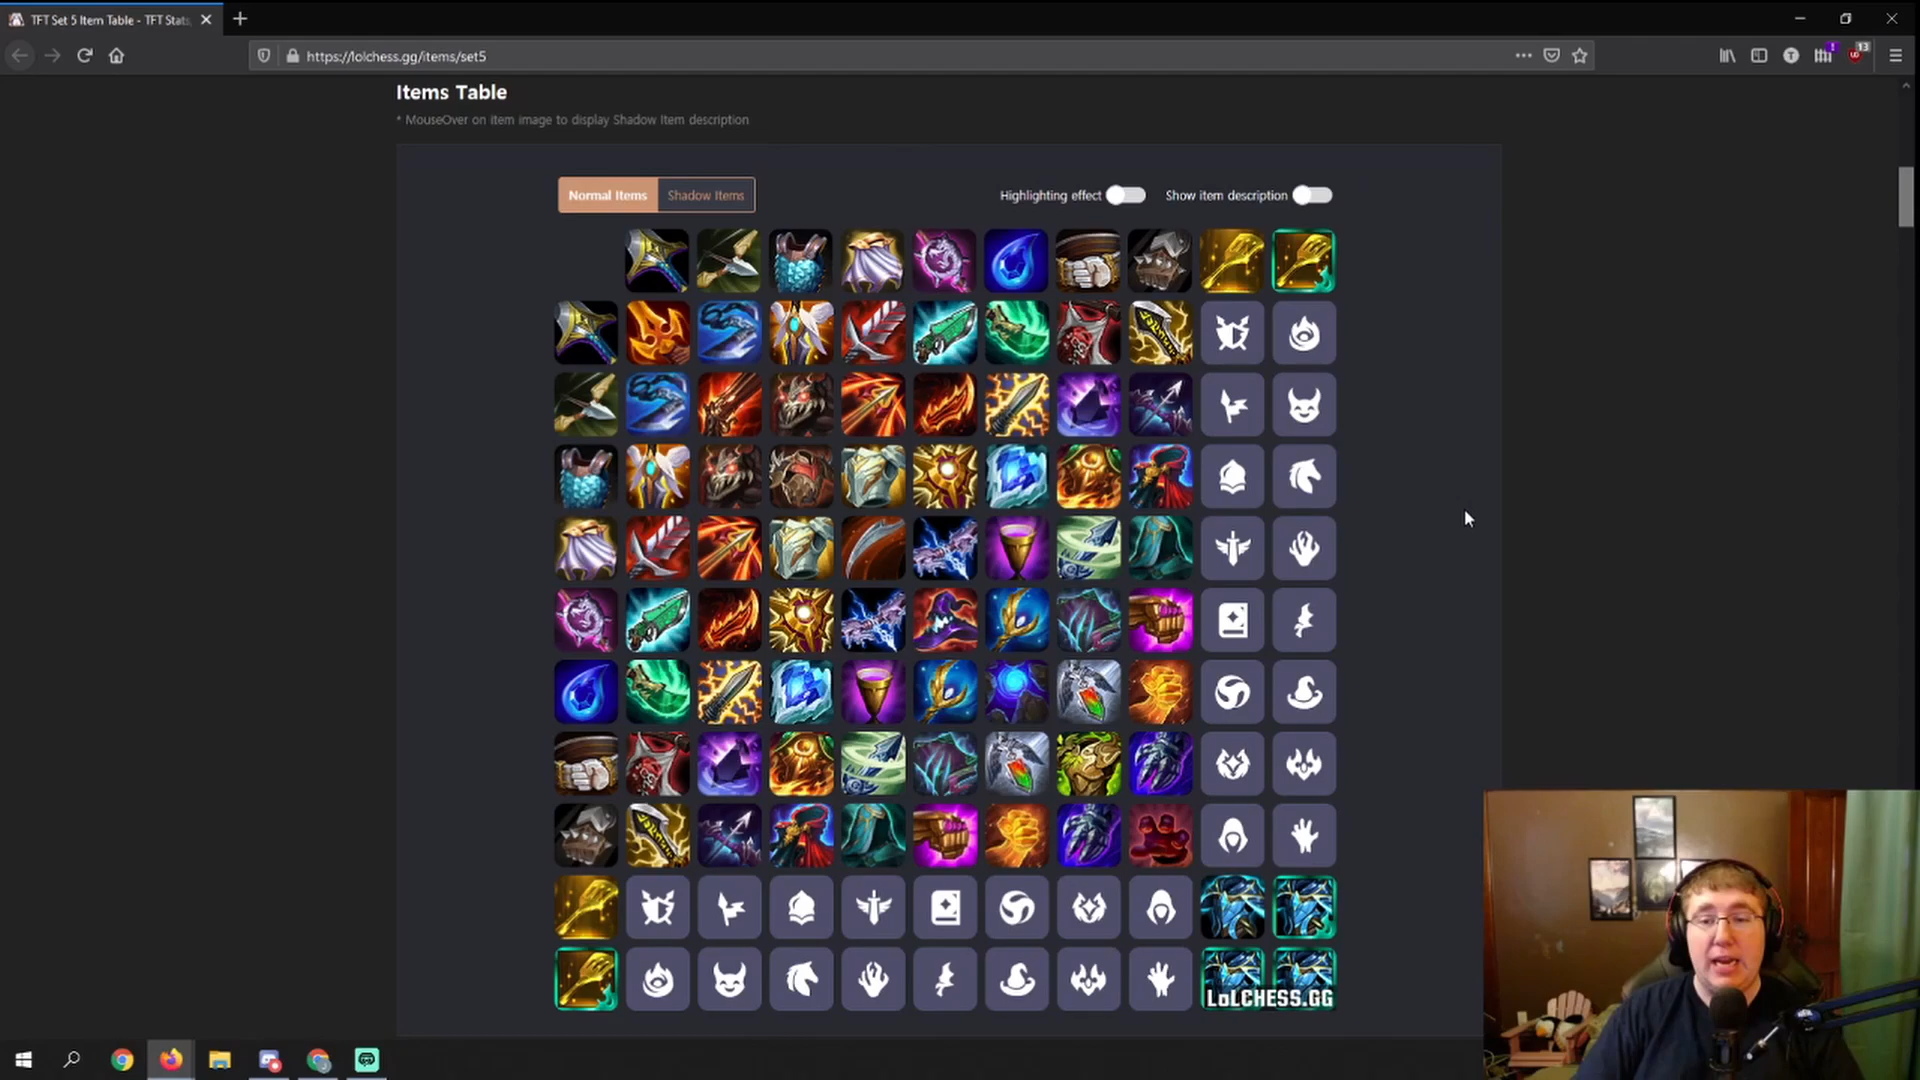 TFT Set 5 Item Table - TFT Stats
https://lolchess.gg/items/set5
13
Items Table
* MouseOver on item image to display Shadow Item description
Normal Items
Shadow Items
Highlighting effect
Show item description
LoLCHESS.GG